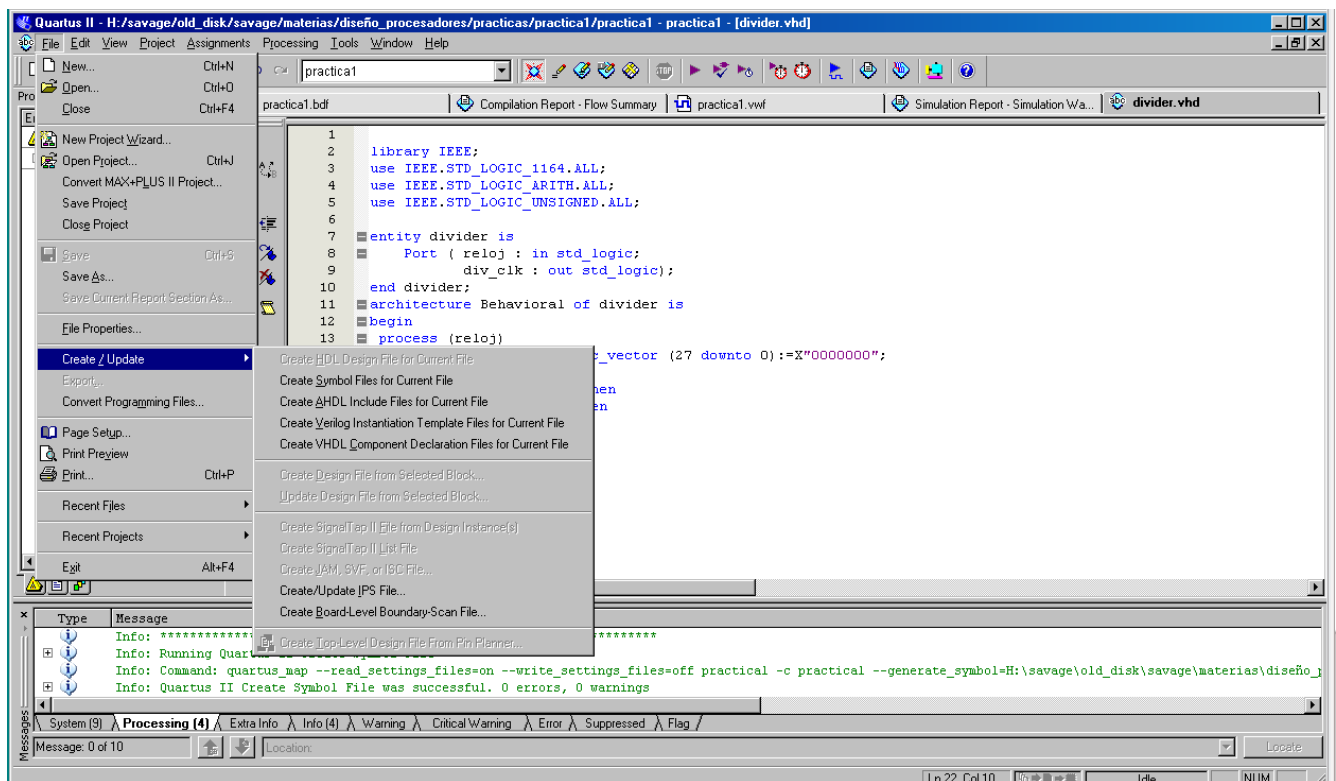 Quartus II - H:/savage/old_disk/savage/materias/diseño_procesadores/practicas/practica1/practica1 - practica1 - [divider.vhd]
File Edit View Project Assignments Processing Tools Window Help
New... Ctrl+N
practica1
Open... Ctrl+O
Close Ctrl+F4
practica1.bdf Compilation Report - Flow Summary practica1.vwf Simulation Report - Simulation Wa... divider.vhd
New Project Wizard...
Open Project... Ctrl+J
Convert MAX+PLUS II Project...
Save Project
Close Project
Save Ctrl+S
Save As...
Save Current Report Section As...
File Properties...
Create / Update
Export...
Convert Programming Files...
Page Setup...
Print Preview
Print... Ctrl+P
Recent Files
Recent Projects
Exit Alt+F4
1
2 library IEEE;
3 use IEEE.STD_LOGIC_1164.ALL;
4 use IEEE.STD_LOGIC_ARITH.ALL;
5 use IEEE.STD_LOGIC_UNSIGNED.ALL;
6
7 entity divider is
8 Port ( reloj : in std_logic;
9 div_clk : out std_logic);
10 end divider;
11 architecture Behavioral of divider is
12 begin
13 process (reloj)
c_vector (27 downto 0):=X"0000000";
hen
en
Create HDL Design File for Current File
Create Symbol Files for Current File
Create AHDL Include Files for Current File
Create Verilog Instantiation Template Files for Current File
Create VHDL Component Declaration Files for Current File
Create Design File from Selected Block...
Update Design File from Selected Block...
Create SignalTap II File from Design Instance(s)
Create SignalTap II List File
Create JAM, SVF, or ISC File...
Create/Update IPS File...
Create Board-Level Boundary-Scan File...
Create Top-Level Design File From Pin Planner...
Type Message
Info: ************* *********
Info: Running Quar
Info: Command: quartus_map --read_settings_files=on --write_settings_files=off practica1 -c practica1 --generate_symbol=H:\savage\old_disk\savage\materias\diseño_p
Info: Quartus II Create Symbol File was successful. 0 errors, 0 warnings
System (9) Processing (4) Extra Info Info (4) Warning Critical Warning Error Suppressed Flag
Messages
Message: 0 of 10 Location: Locate
Ln 22, Col 10 Idle NUM